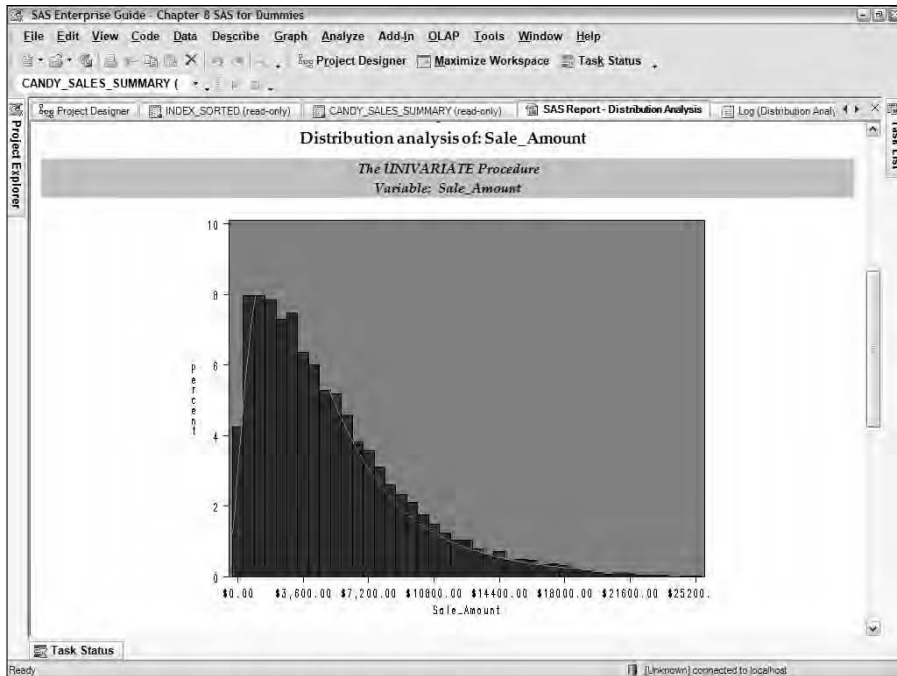 SAS Enterprise Guide - Chapter 8 SAS for Dummies
File Edit View Code Data Describe Graph Analyze Add-In OLAP Tools Window Help
Project Designer Maximize Workspace Task Status
CANDY_SALES_SUMMARY (
Project Designer INDEX_SORTED (read-only) CANDY_SALES_SUMMARY (read-only) SAS Report - Distribution Analysis Log (Distribution Analy
Project Explorer
Task List
Distribution analysis of: Sale_Amount
The UNIVARIATE Procedure
Variable: Sale_Amount
10
8
6
4
2
0
Percent
$0.00 $3,600.00 $7,200.00 $10800.00 $14400.00 $18000.00 $21600.00 $25200.
Sale_Amount
Task Status
Ready [Unknown] connected to localhost